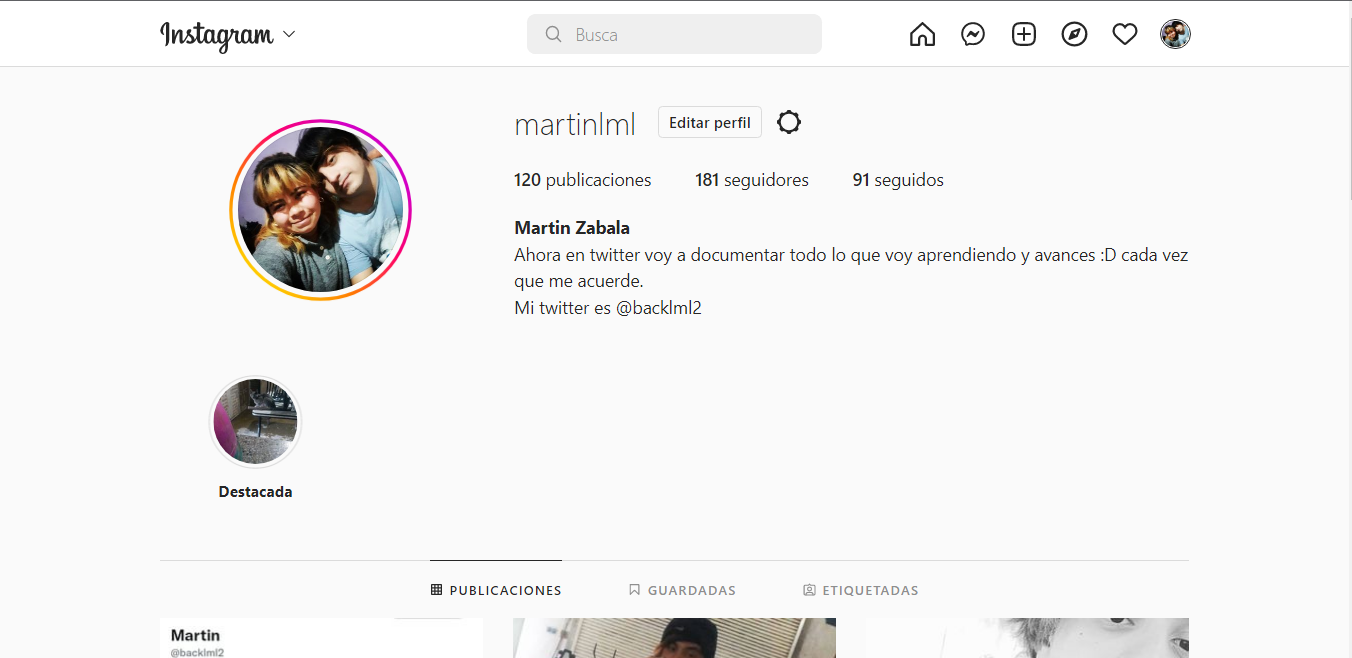 Instagram
Busca
martinlml
Editar perfil
120 publicaciones 181 seguidores 91 seguidos
Martin Zabala
Ahora en twitter voy a documentar todo lo que voy aprendiendo y avances :D cada vez
que me acuerde.
Mi twitter es @backlml2
Destacada
PUBLICACIONES GUARDADAS ETIQUETADAS
Martin
@backlml2